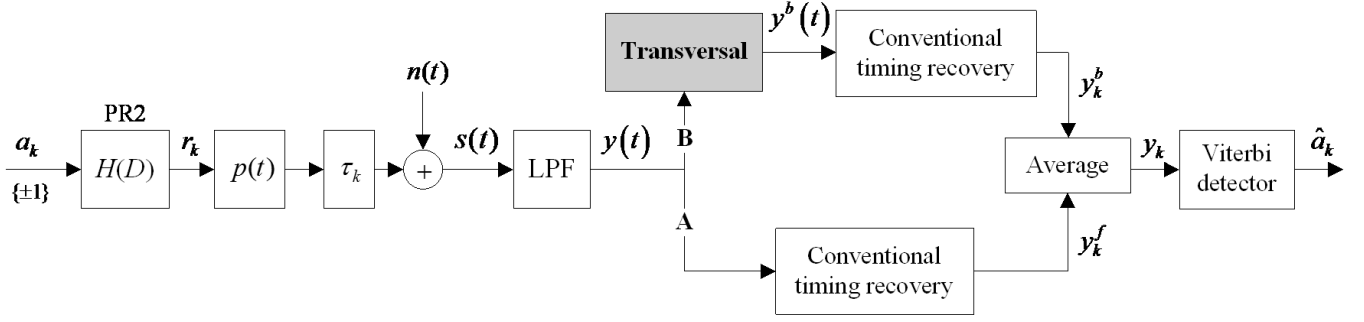 a_k
{±1}
PR2
H(D)
r_k
p(t)
τ_k
n(t)
+
s(t)
LPF
y(t)
B
A
Transversal
y^b(t)
Conventional
timing recovery
y_k^b
Conventional
timing recovery
y_k^f
Average
y_k
Viterbi
detector
â_k